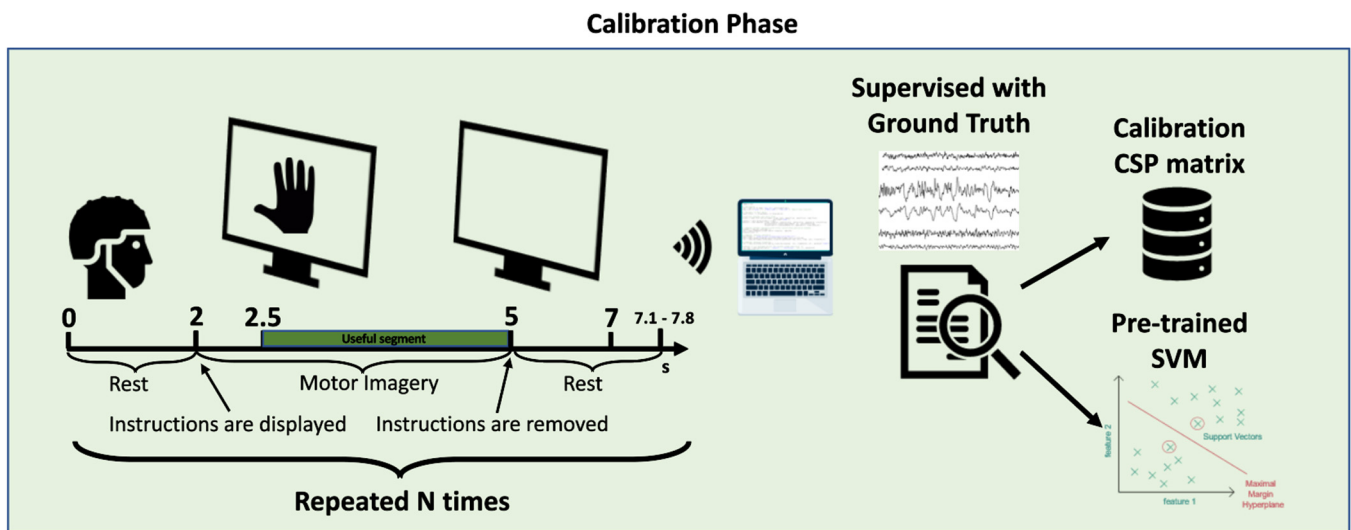 Calibration Phase
Supervised with
Ground Truth
Calibration
CSP matrix
0
2
2.5
5
7
7.1 - 7.8
Useful segment
s
Rest
Motor Imagery
Rest
Instructions are displayed
Instructions are removed
Repeated N times
Pre-trained
SVM
feature 2
Support Vectors
feature 1
Maximal
Margin
Hyperplane